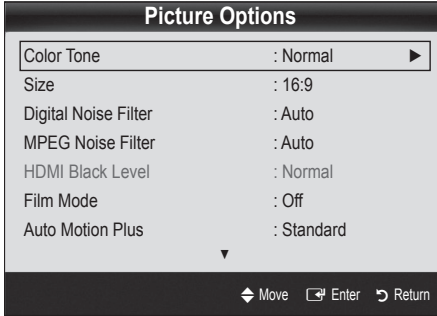 Picture Options
Color Tone : Normal ▶
Size : 16:9
Digital Noise Filter : Auto
MPEG Noise Filter : Auto
HDMI Black Level : Normal
Film Mode : Off
Auto Motion Plus : Standard
▼
Move Enter Return